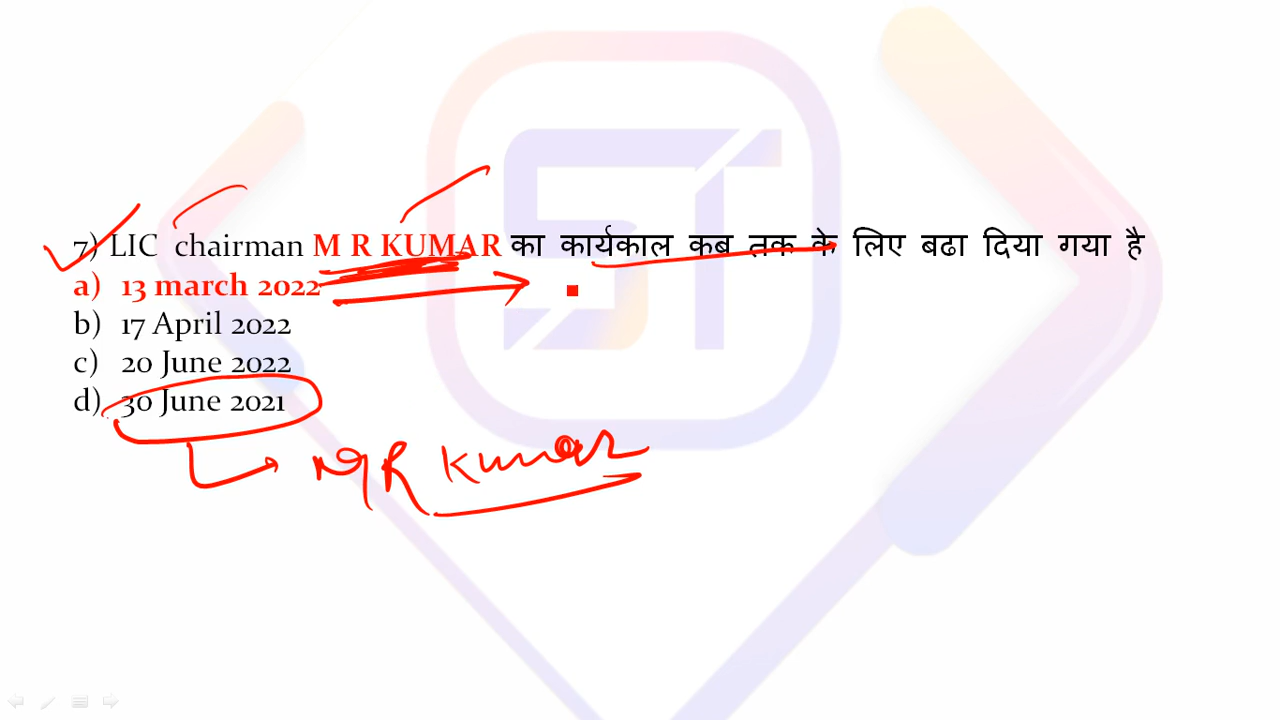 7) LIC chairman M R KUMAR का कार्यकाल कब तक के लिए बढा दिया गया है
a) 13 march 2022
b) 17 April 2022
c) 20 June 2022
d) 30 June 2021
M R Kumar